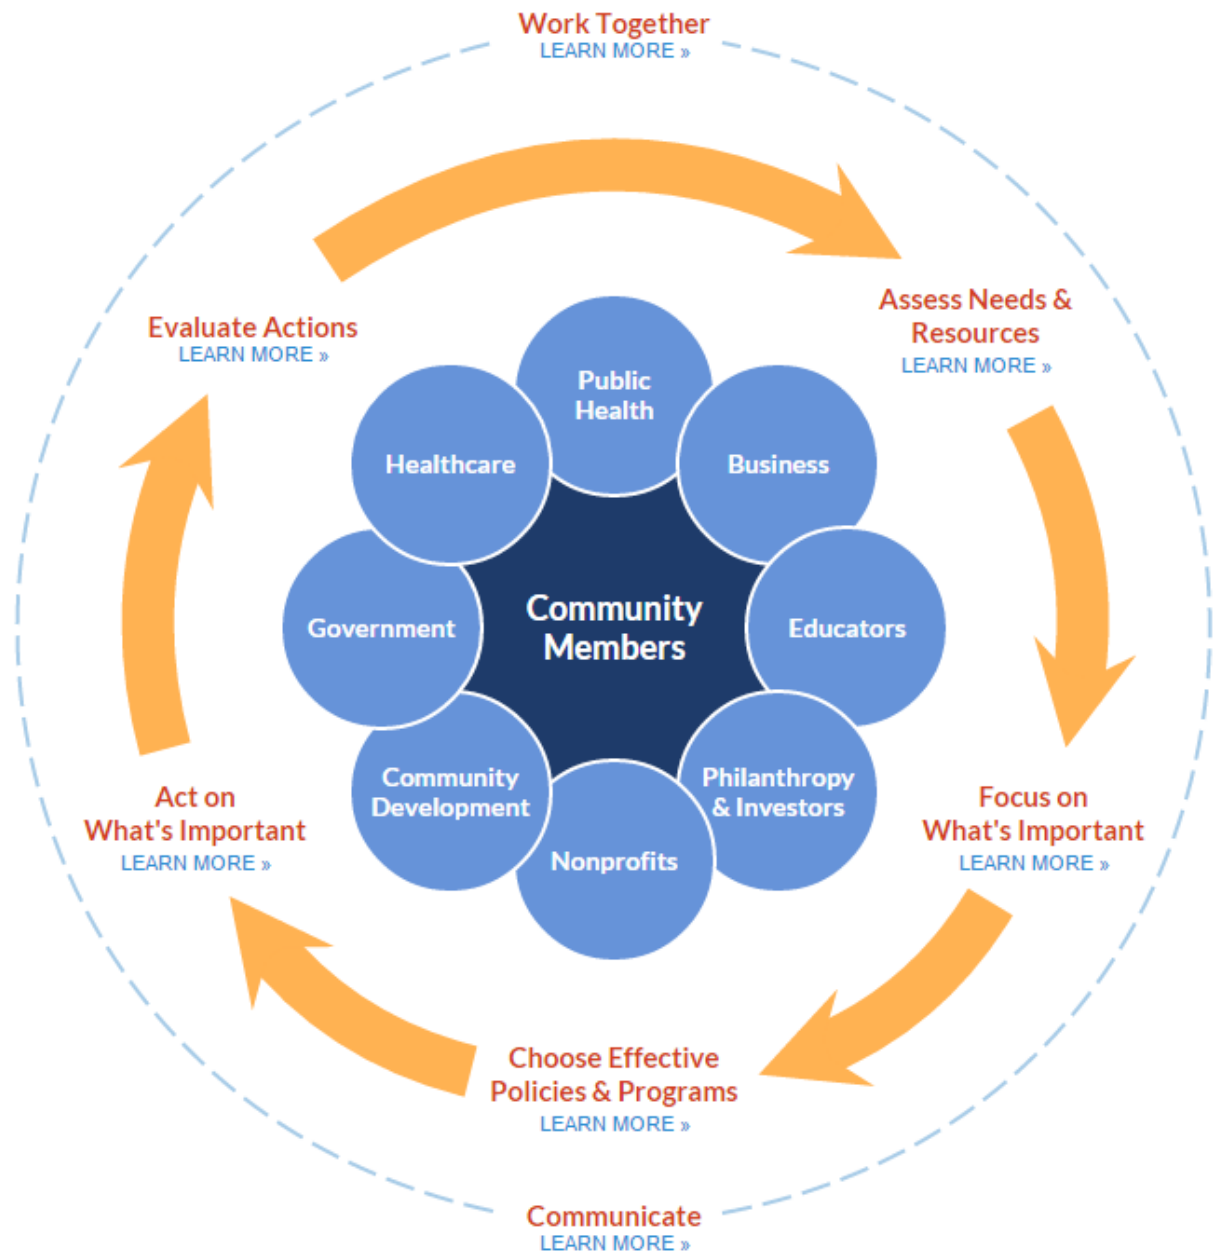 Work Together
LEARN MORE »
Evaluate Actions
LEARN MORE »
Assess Needs &
Resources
LEARN MORE »
Public
Health
Healthcare
Business
Government
Community
Members
Educators
Community
Development
Philanthropy
& Investors
Nonprofits
Act on
What's Important
LEARN MORE »
Focus on
What's Important
LEARN MORE »
Choose Effective
Policies & Programs
LEARN MORE »
Communicate
LEARN MORE »